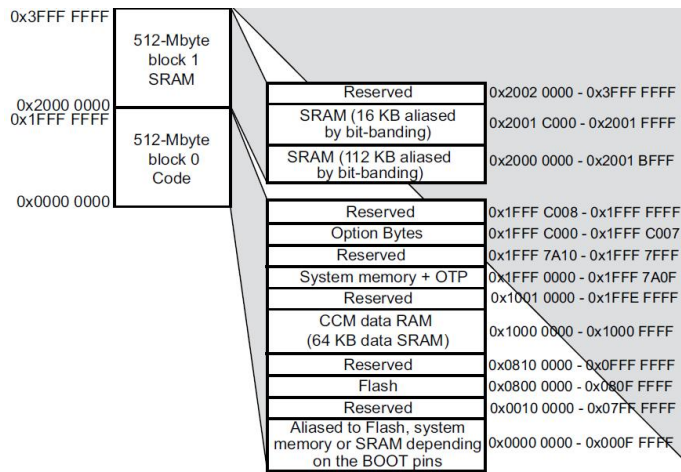 0x3FFF FFFF
512-Mbyte
block 1
SRAM
0x2000 0000
0x1FFF FFFF
512-Mbyte
block 0
Code
0x0000 0000
Reserved 0x2002 0000 - 0x3FFF FFFF
SRAM (16 KB aliased
by bit-banding) 0x2001 C000 - 0x2001 FFFF
SRAM (112 KB aliased
by bit-banding) 0x2000 0000 - 0x2001 BFFF
Reserved 0x1FFF C008 - 0x1FFF FFFF
Option Bytes 0x1FFF C000 - 0x1FFF C007
Reserved 0x1FFF 7A10 - 0x1FFF 7FFF
System memory + OTP 0x1FFF 0000 - 0x1FFF 7A0F
Reserved 0x1001 0000 - 0x1FFE FFFF
CCM data RAM
(64 KB data SRAM) 0x1000 0000 - 0x1000 FFFF
Reserved 0x0810 0000 - 0x0FFF FFFF
Flash 0x0800 0000 - 0x080F FFFF
Reserved 0x0010 0000 - 0x07FF FFFF
Aliased to Flash, system
memory or SRAM depending 0x0000 0000 - 0x000F FFFF
on the BOOT pins